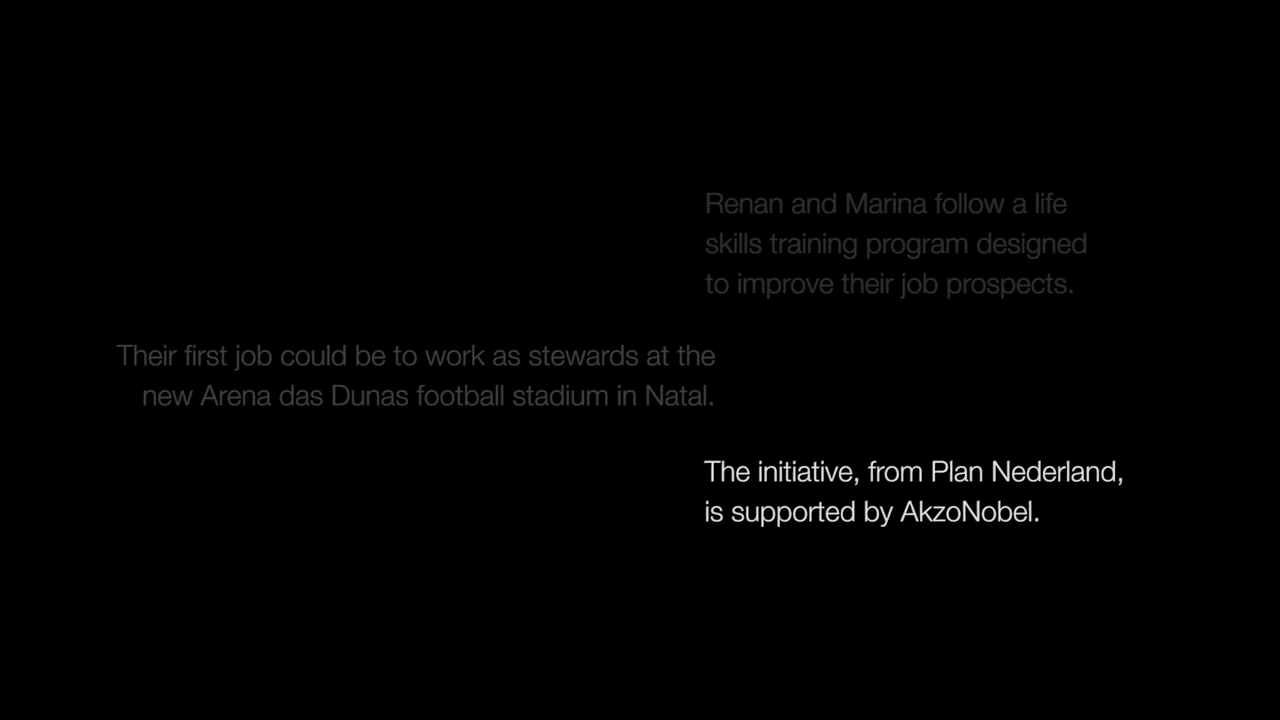 Renan and Marina follow a life
skills training program designed
to improve their job prospects.
Their first job could be to work as stewards at the
new Arena das Dunas football stadium in Natal.
The initiative, from Plan Nederland,
is supported by AkzoNobel.